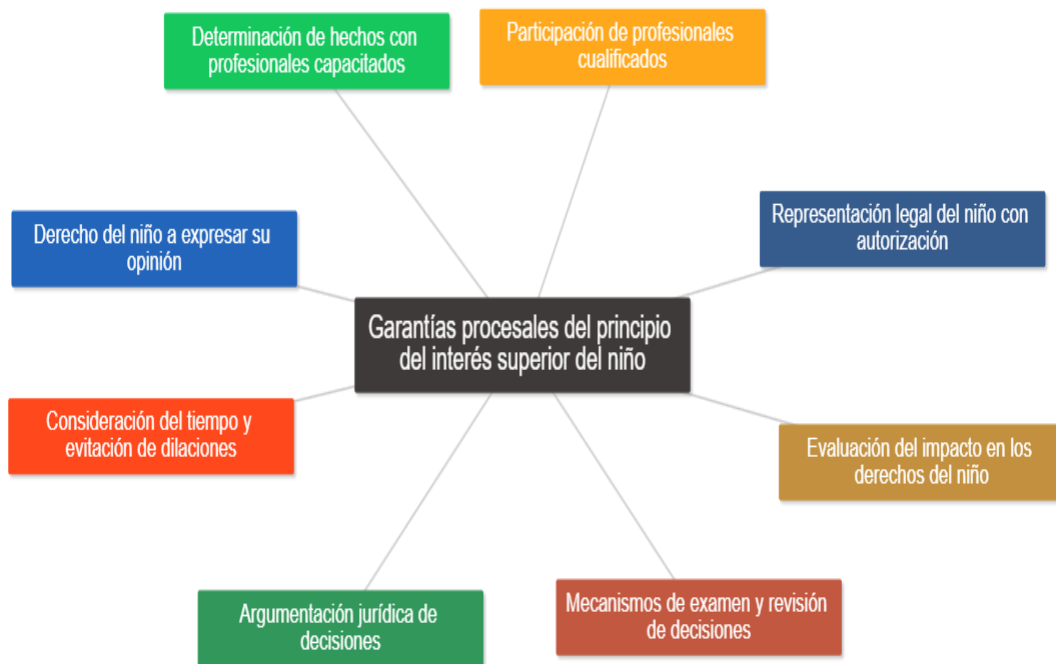 Determinación de hechos con
profesionales capacitados
Participación de profesionales
cualificados
Derecho del niño a expresar su
opinión
Representación legal del niño con
autorización
Garantías procesales del principio
del interés superior del niño
Consideración del tiempo y
evitación de dilaciones
Evaluación del impacto en los
derechos del niño
Argumentación jurídica de
decisiones
Mecanismos de examen y revisión
de decisiones